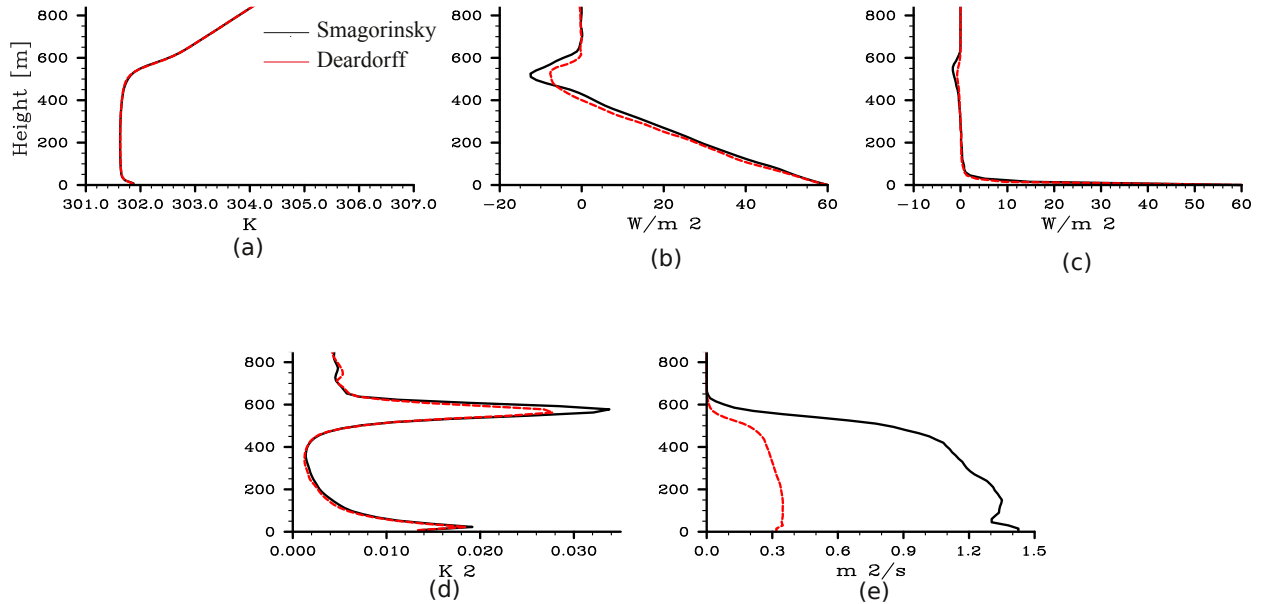 Smagorinsky
Deardorff
Height [m]
800
600
400
200
0
301.0 302.0 303.0 304.0 305.0 306.0 307.0
K
(a)
800
600
400
200
0
−20 0 20 40 60
W/m 2
(b)
800
600
400
200
0
−10 0 10 20 30 40 50 60
W/m 2
(c)
800
600
400
200
0
0.000 0.010 0.020 0.030
K 2
(d)
800
600
400
200
0
0.0 0.3 0.6 0.9 1.2 1.5
m 2/s
(e)